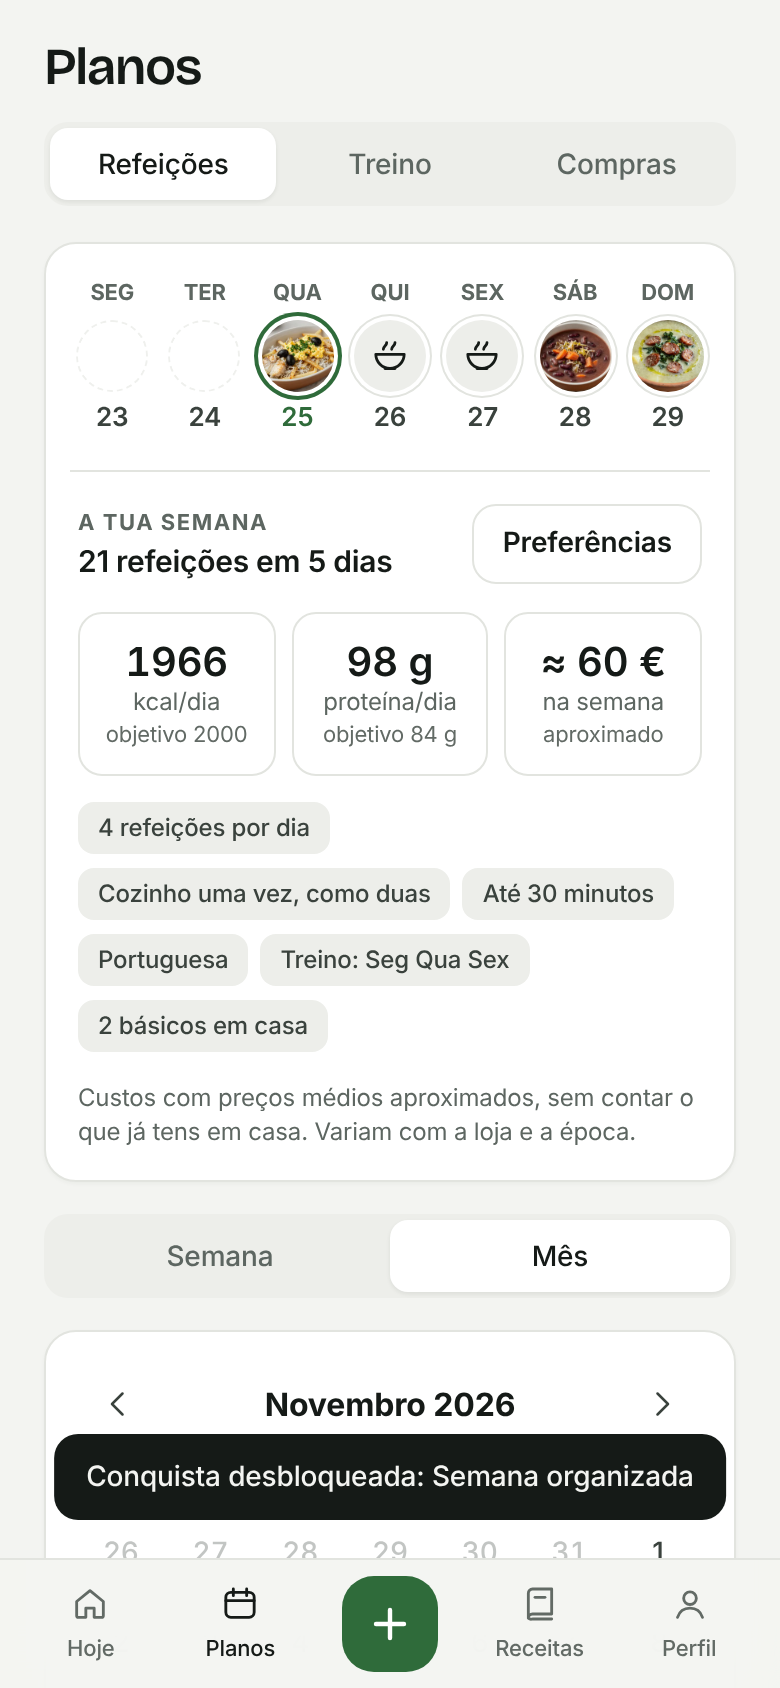 Planos
Refeições Treino Compras
SEG TER QUA QUI SEX SÁB DOM
23 24 25 26 27 28 29
A TUA SEMANA
21 refeições em 5 dias
Preferências
1966 98 g ≈ 60 €
kcal/dia proteína/dia na semana
objetivo 2000 objetivo 84 g aproximado
4 refeições por dia
Cozinho uma vez, como duas Até 30 minutos
Portuguesa Treino: Seg Qua Sex
2 básicos em casa
Custos com preços médios aproximados, sem contar o
que já tens em casa. Variam com a loja e a época.
Semana Mês
Novembro 2026
Conquista desbloqueada: Semana organizada
26 27 28 29 30 31 1
Hoje Planos Receitas Perfil